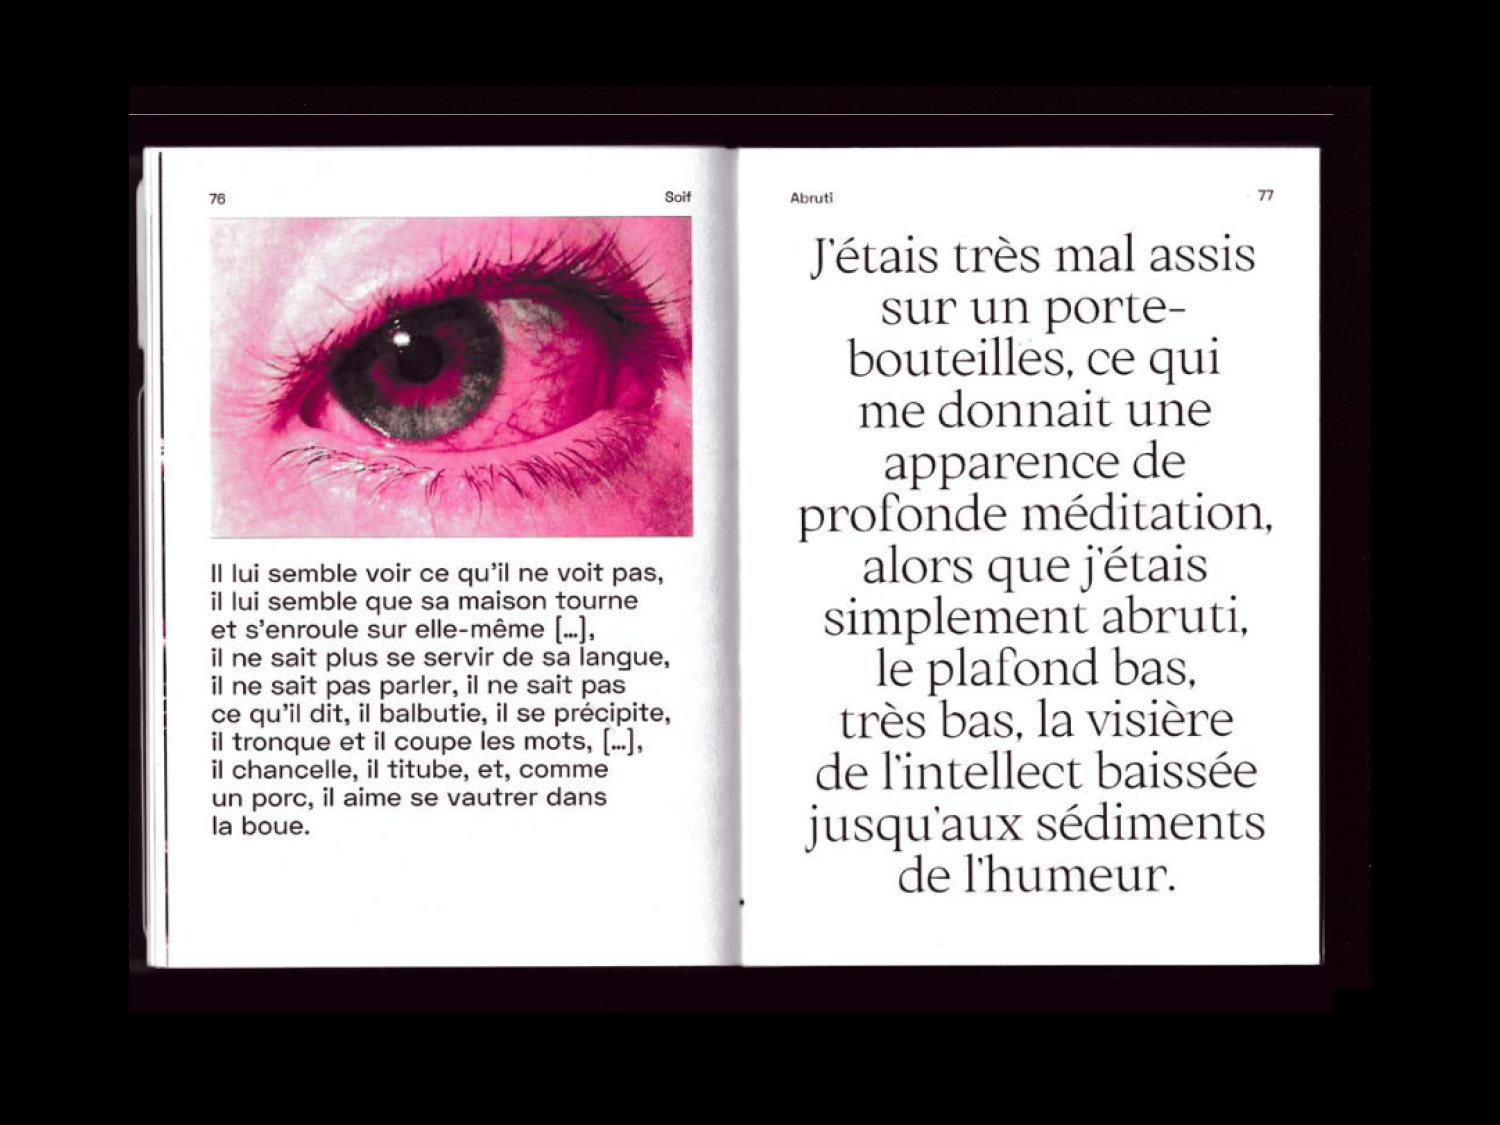 76
Soif
Il lui semble voir ce qu'il ne voit pas,
il lui semble que sa maison tourne
et s'enroule sur elle-même […],
il ne sait plus se servir de sa langue,
il ne sait pas parler, il ne sait pas
ce qu'il dit, il balbutie, il se précipite,
il tronque et il coupe les mots, […],
il chancelle, il titube, et, comme
un porc, il aime se vautrer dans
la boue.
Abruti
77
J'étais très mal assis
sur un porte-
bouteilles, ce qui
me donnait une
apparence de
profonde méditation,
alors que j'étais
simplement abruti,
le plafond bas,
très bas, la visière
de l'intellect baissée
jusqu'aux sédiments
de l'humeur.